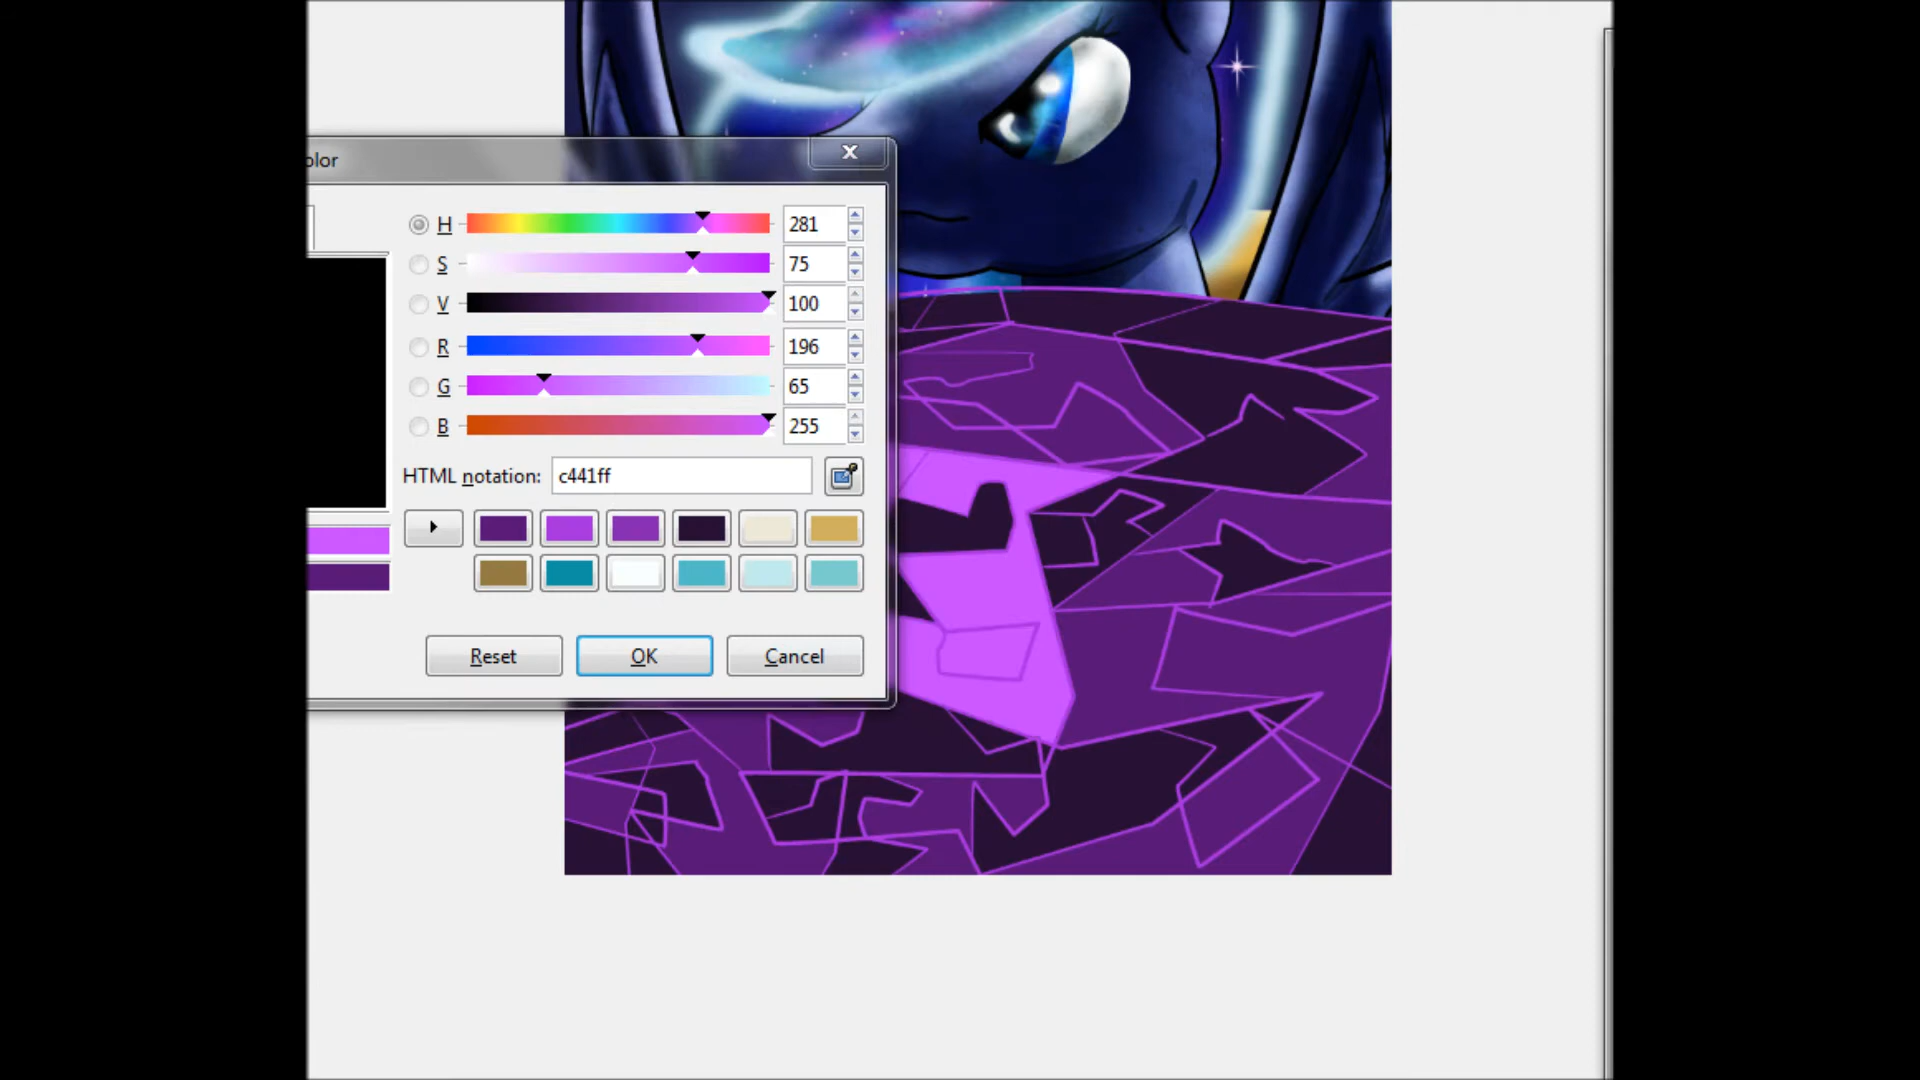 olor
H 281
S 75
V 100
R 196
G 65
B 255
HTML notation: c441ff
Reset OK Cancel